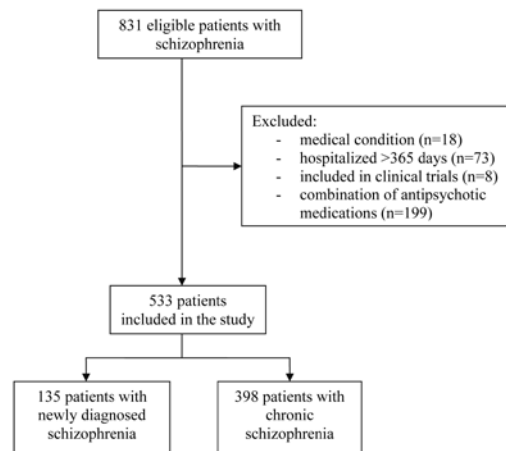 831 eligible patients with
schizophrenia
Excluded:
- medical condition (n=18)
- hospitalized >365 days (n=73)
- included in clinical trials (n=8)
- combination of antipsychotic
medications (n=199)
533 patients
included in the study
135 patients with
newly diagnosed
schizophrenia
398 patients with
chronic
schizophrenia